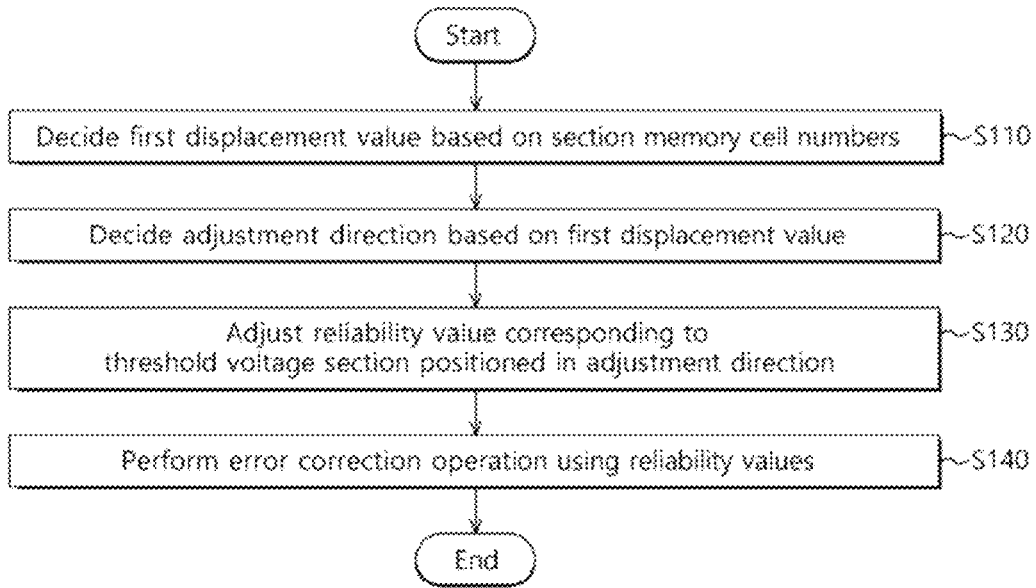 Start
Decide first displacement value based on section memory cell numbers
S110
Decide adjustment direction based on first displacement value
S120
Adjust reliability value corresponding to
threshold voltage section positioned in adjustment direction
S130
Perform error correction operation using reliability values
S140
End